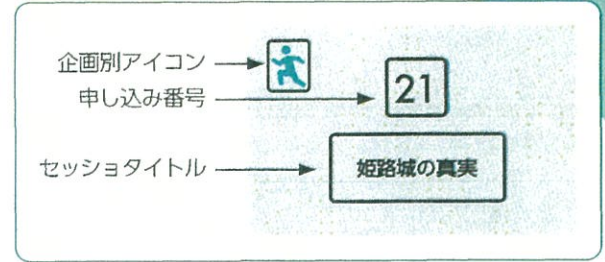 企画別アイコン
申し込み番号
21
セッショタイトル
姫路城の真実